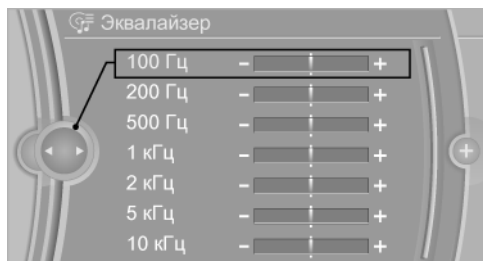 Эквалайзер
100 Гц - +
200 Гц - +
500 Гц - +
1 кГц - +
2 кГц - +
5 кГц - +
10 кГц - +
+